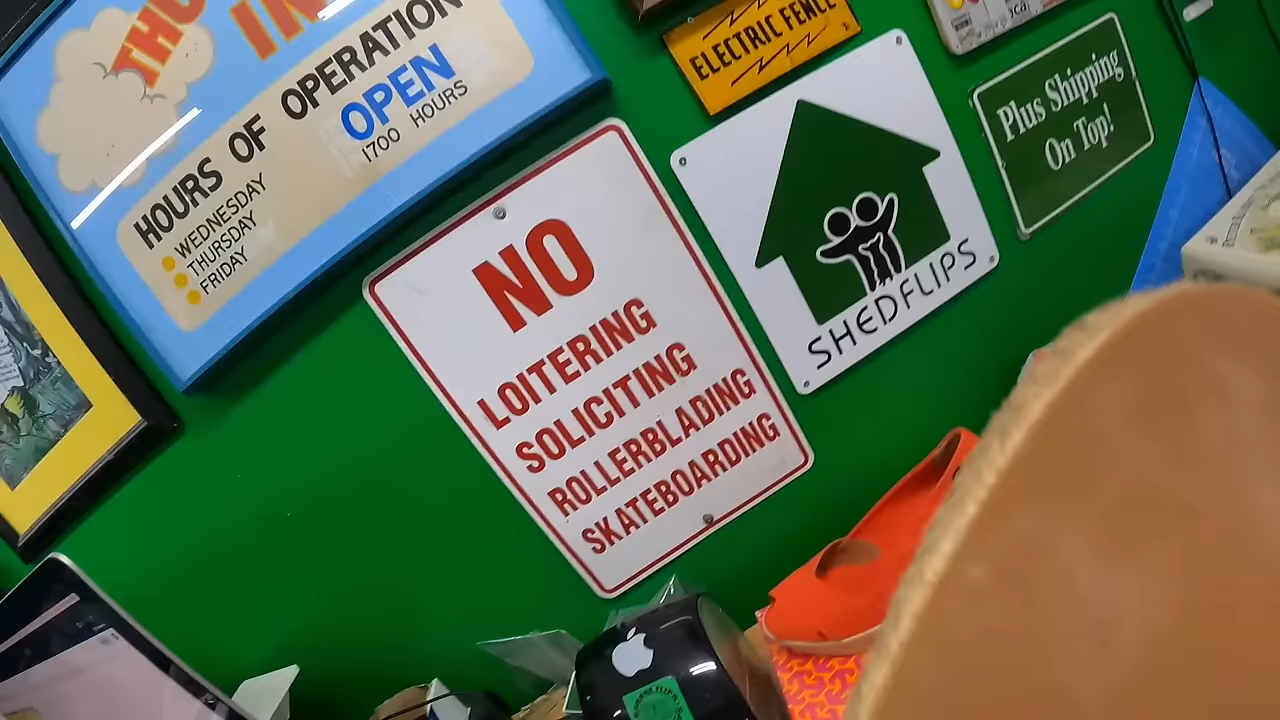 HOURS OF OPERATION
WEDNESDAY
THURSDAY
FRIDAY
OPEN
1700 HOURS
NO
LOITERING
SOLICITING
ROLLERBLADING
SKATEBOARDING
ELECTRIC FENCE
SHEDFLIPS
Plus Shipping
On Top!